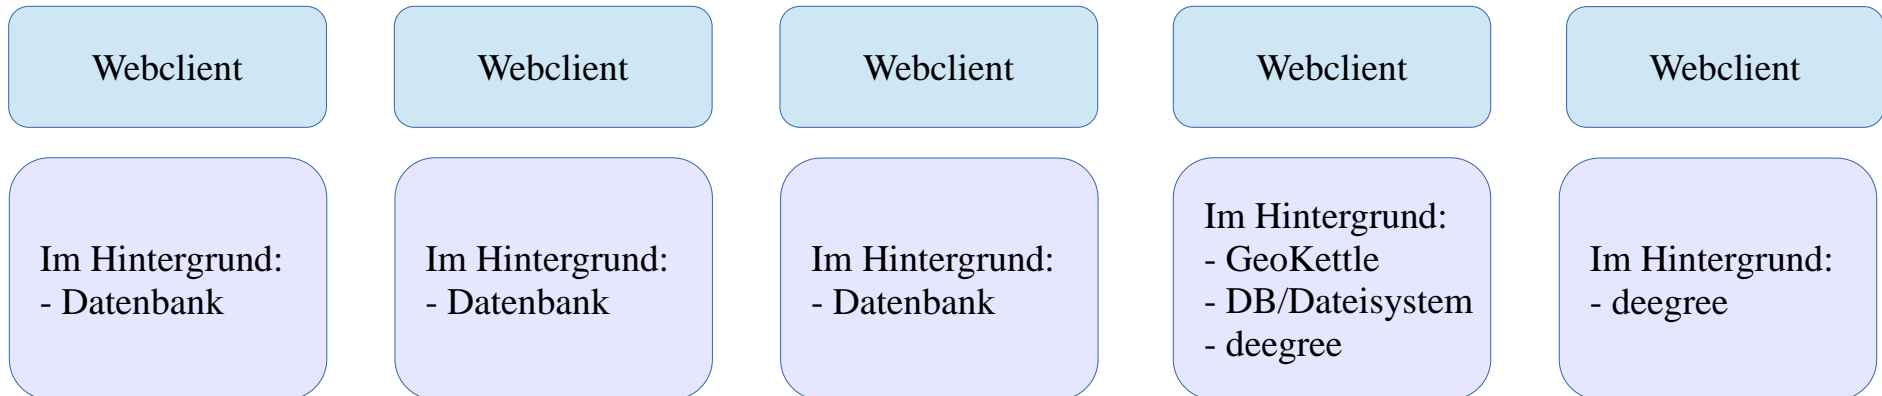 Webclient
Webclient
Webclient
Webclient
Webclient
Im Hintergrund:
- Datenbank
Im Hintergrund:
- Datenbank
Im Hintergrund:
- Datenbank
Im Hintergrund:
- GeoKettle
- DB/Dateisystem
- deegree
Im Hintergrund:
- deegree